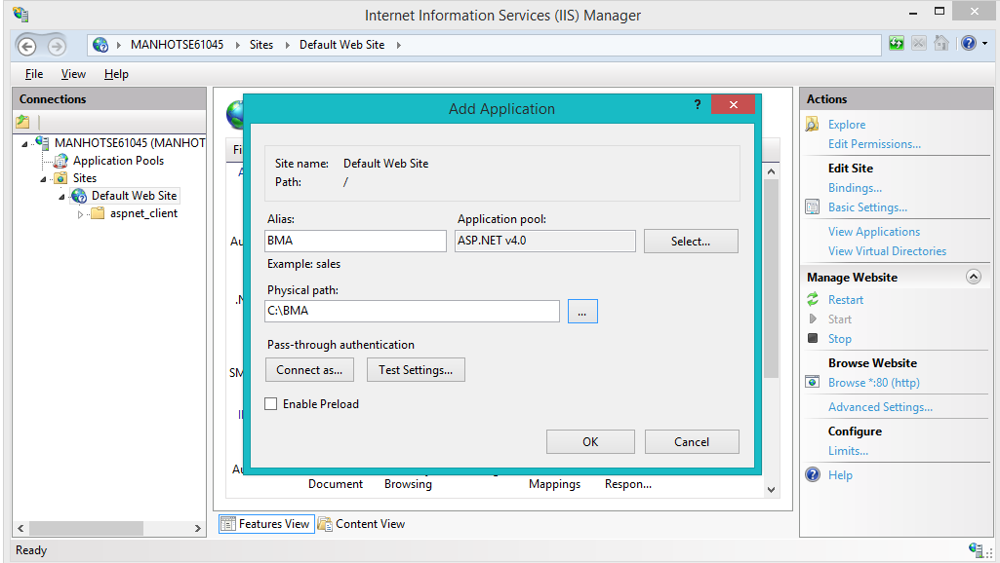 Internet Information Services (IIS) Manager
MANHOTSE61045 Sites Default Web Site
File View Help
Connections
MANHOTSE61045 (MANHOT
Application Pools
Sites
Default Web Site
aspnet_client
Add Application
?
Site name: Default Web Site
Path: /
Alias: Application pool:
BMA ASP.NET v4.0 Select...
Example: sales
Physical path:
C:\BMA ...
Pass-through authentication
Connect as... Test Settings...
Enable Preload
OK Cancel
Fi
Au
.N
SM
Au
Document Browsing Mappings Respon...
Features View Content View
Actions
Explore
Edit Permissions...
Edit Site
Bindings...
Basic Settings...
View Applications
View Virtual Directories
Manage Website
Restart
Start
Stop
Browse Website
Browse *:80 (http)
Advanced Settings...
Configure
Limits...
Help
Ready